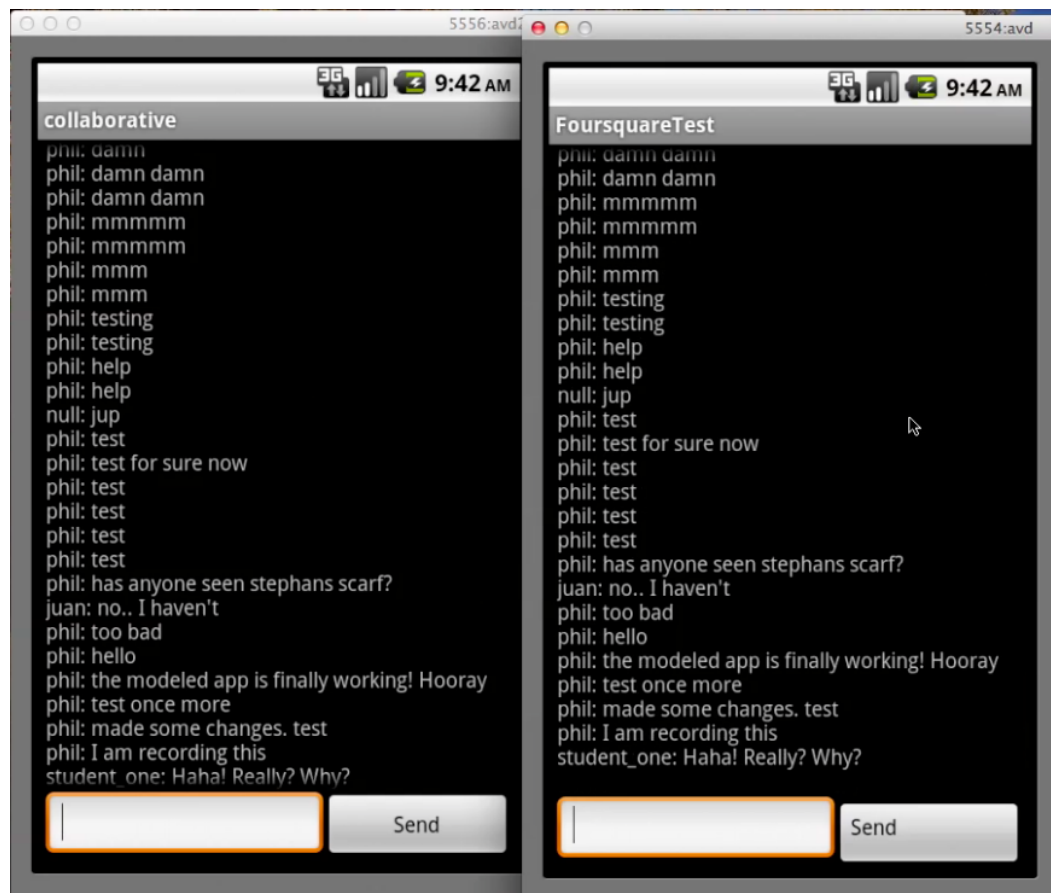 5556:avd2
3G 9:42 AM
collaborative
phil: damn
phil: damn damn
phil: damn damn
phil: mmmmm
phil: mmmmm
phil: mmm
phil: mmm
phil: testing
phil: testing
phil: help
phil: help
null: jup
phil: test
phil: test for sure now
phil: test
phil: test
phil: test
phil: test
phil: has anyone seen stephans scarf?
juan: no.. I haven't
phil: too bad
phil: hello
phil: the modeled app is finally working! Hooray
phil: test once more
phil: made some changes. test
phil: I am recording this
student_one: Haha! Really? Why?
Send
5554:avd
3G 9:42 AM
FoursquareTest
phil: damn damn
phil: damn damn
phil: mmmmm
phil: mmmmm
phil: mmm
phil: mmm
phil: testing
phil: testing
phil: help
phil: help
null: jup
phil: test
phil: test for sure now
phil: test
phil: test
phil: test
phil: test
phil: has anyone seen stephans scarf?
juan: no.. I haven't
phil: too bad
phil: hello
phil: the modeled app is finally working! Hooray
phil: test once more
phil: made some changes. test
phil: I am recording this
student_one: Haha! Really? Why?
Send